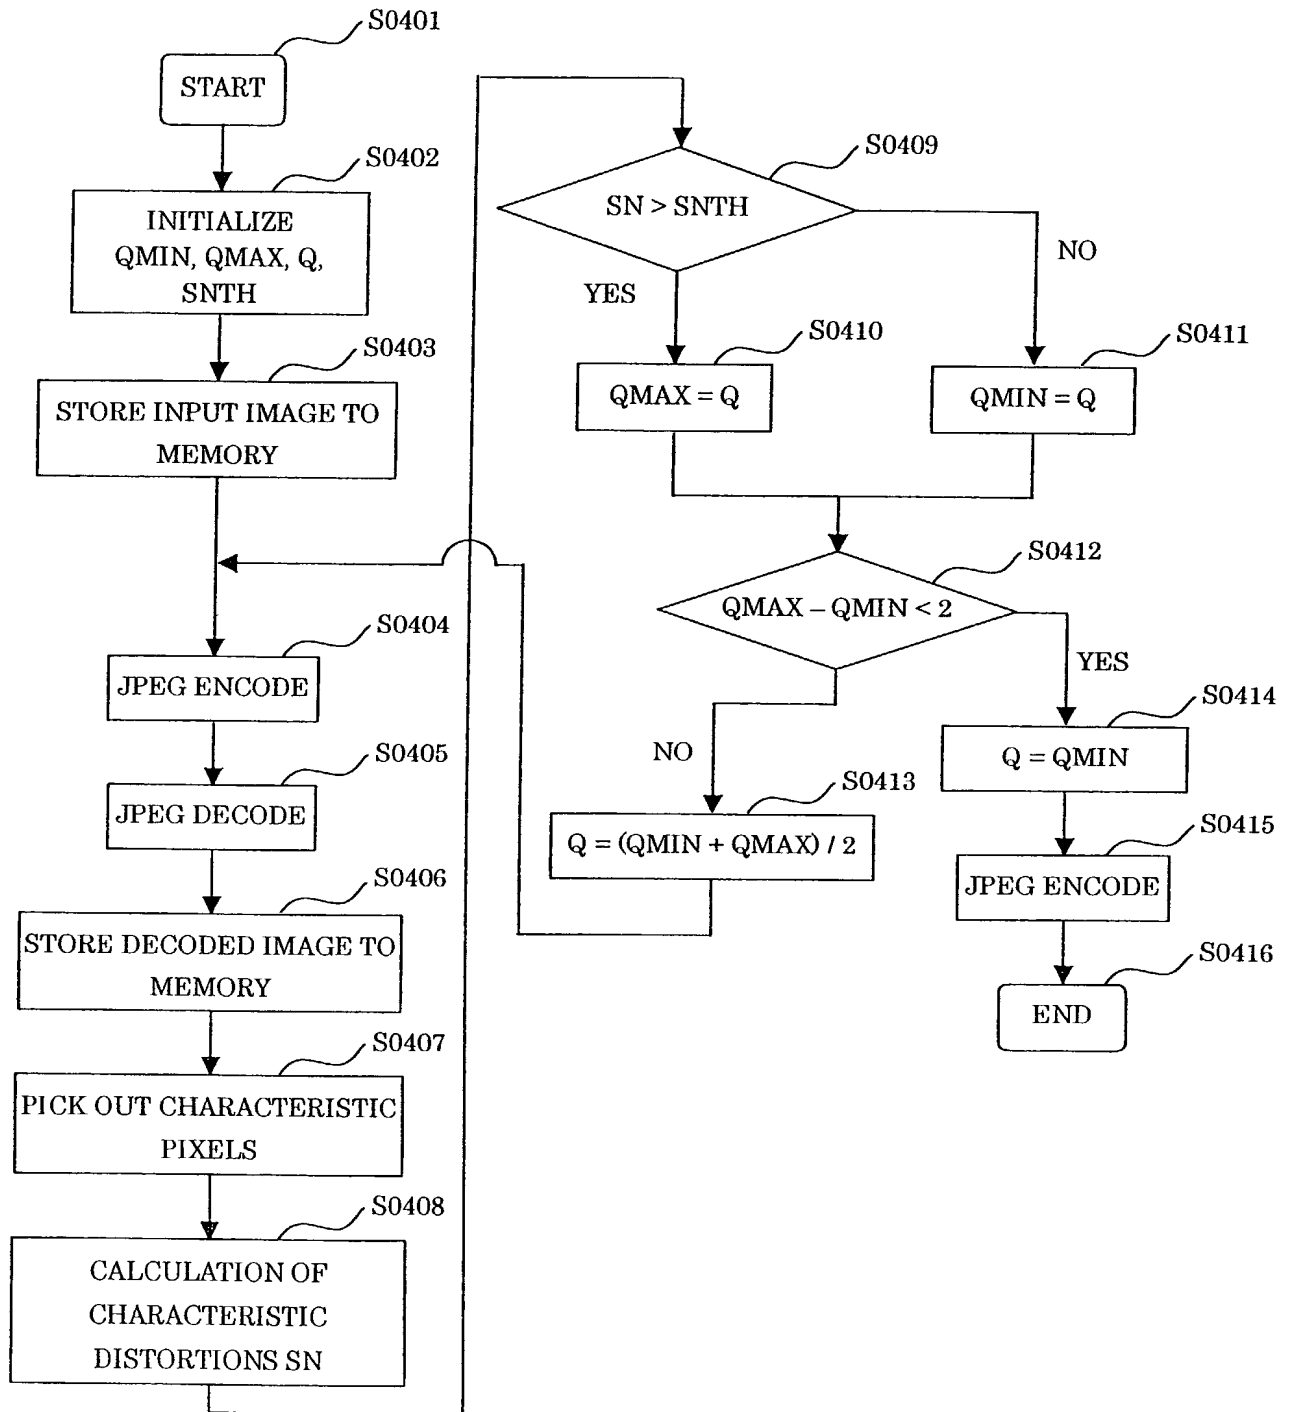 S0401
START
S0402
INITIALIZE
QMIN, QMAX, Q,
SNTH
S0403
STORE INPUT IMAGE TO
MEMORY
S0404
JPEG ENCODE
S0405
JPEG DECODE
S0406
STORE DECODED IMAGE TO
MEMORY
S0407
PICK OUT CHARACTERISTIC
PIXELS
S0408
CALCULATION OF
CHARACTERISTIC
DISTORTIONS SN
S0409
SN > SNTH
NO
YES
S0410
QMAX = Q
S0411
QMIN = Q
S0412
QMAX – QMIN < 2
YES
NO
S0413
Q = (QMIN + QMAX) / 2
S0414
Q = QMIN
S0415
JPEG ENCODE
S0416
END